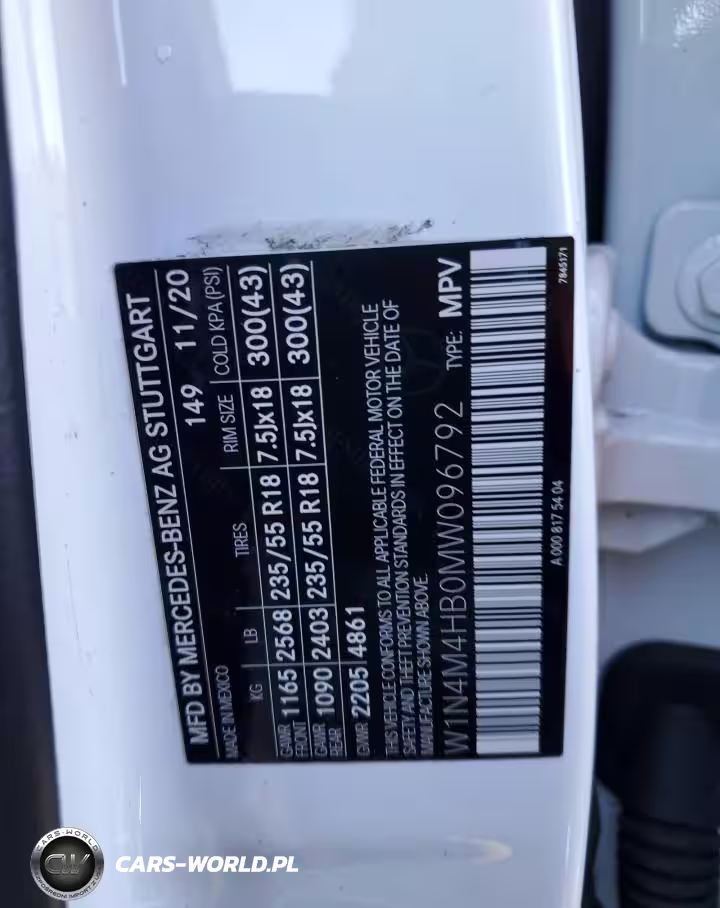 MFD BY MERCEDES-BENZ AG STUTTGART
MADE IN MEXICO 149 11/20
KG LB TIRES RIM SIZE COLD KPA (PSI)
GAWR FRONT 1165 2568 235/55 R18 7.5Jx18 300(43)
GAWR REAR 1090 2403 235/55 R18 7.5Jx18 300(43)
GVWR 2205 4861
THIS VEHICLE CONFORMS TO ALL APPLICABLE FEDERAL MOTOR VEHICLE
SAFETY AND THEFT PREVENTION STANDARDS IN EFFECT ON THE DATE OF
MANUFACTURE SHOWN ABOVE.
W1N4M4HB0MW096792 TYPE: MPV
A 000 817 54 04 7845171
CARS-WORLD
CW
CARS-WORLD.PL